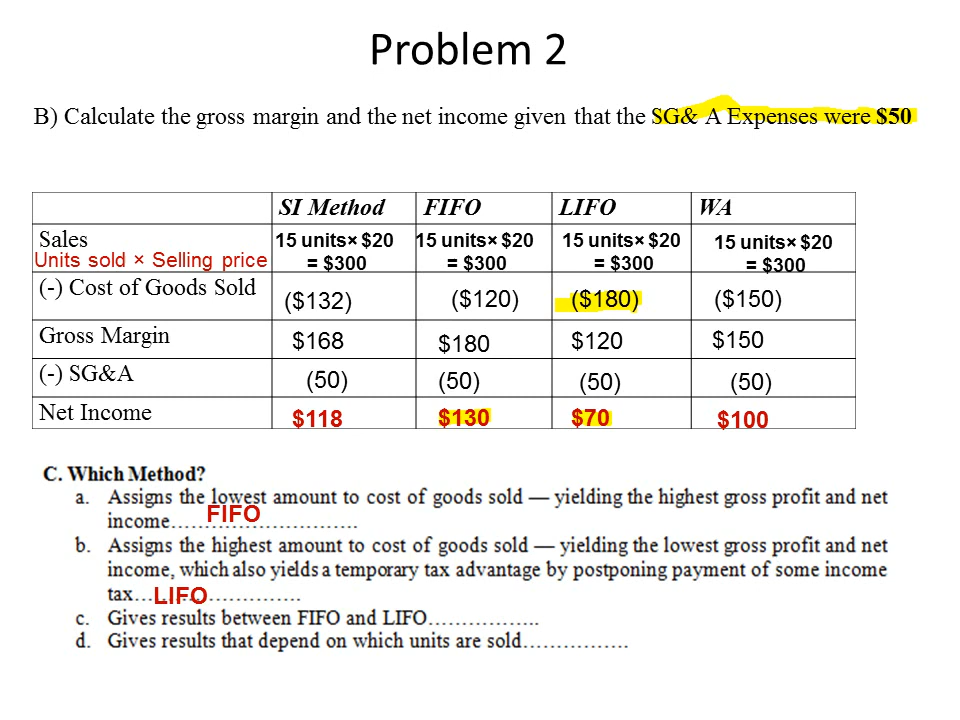 Problem 2
B) Calculate the gross margin and the net income given that the SG& A Expenses were $50
SI Method FIFO LIFO WA
Sales 15 units× $20 15 units× $20 15 units× $20 15 units× $20
Units sold × Selling price = $300 = $300 = $300 = $300
(-) Cost of Goods Sold ($132) ($120) ($180) ($150)
Gross Margin $168 $180 $120 $150
(-) SG&A (50) (50) (50) (50)
Net Income $118 $130 $70 $100
C. Which Method?
a. Assigns the lowest amount to cost of goods sold — yielding the highest gross profit and net
income……FIFO…………………….
b. Assigns the highest amount to cost of goods sold — yielding the lowest gross profit and net
income, which also yields a temporary tax advantage by postponing payment of some income
tax…LIFO………………….
c. Gives results between FIFO and LIFO……………..
d. Gives results that depend on which units are sold…………….